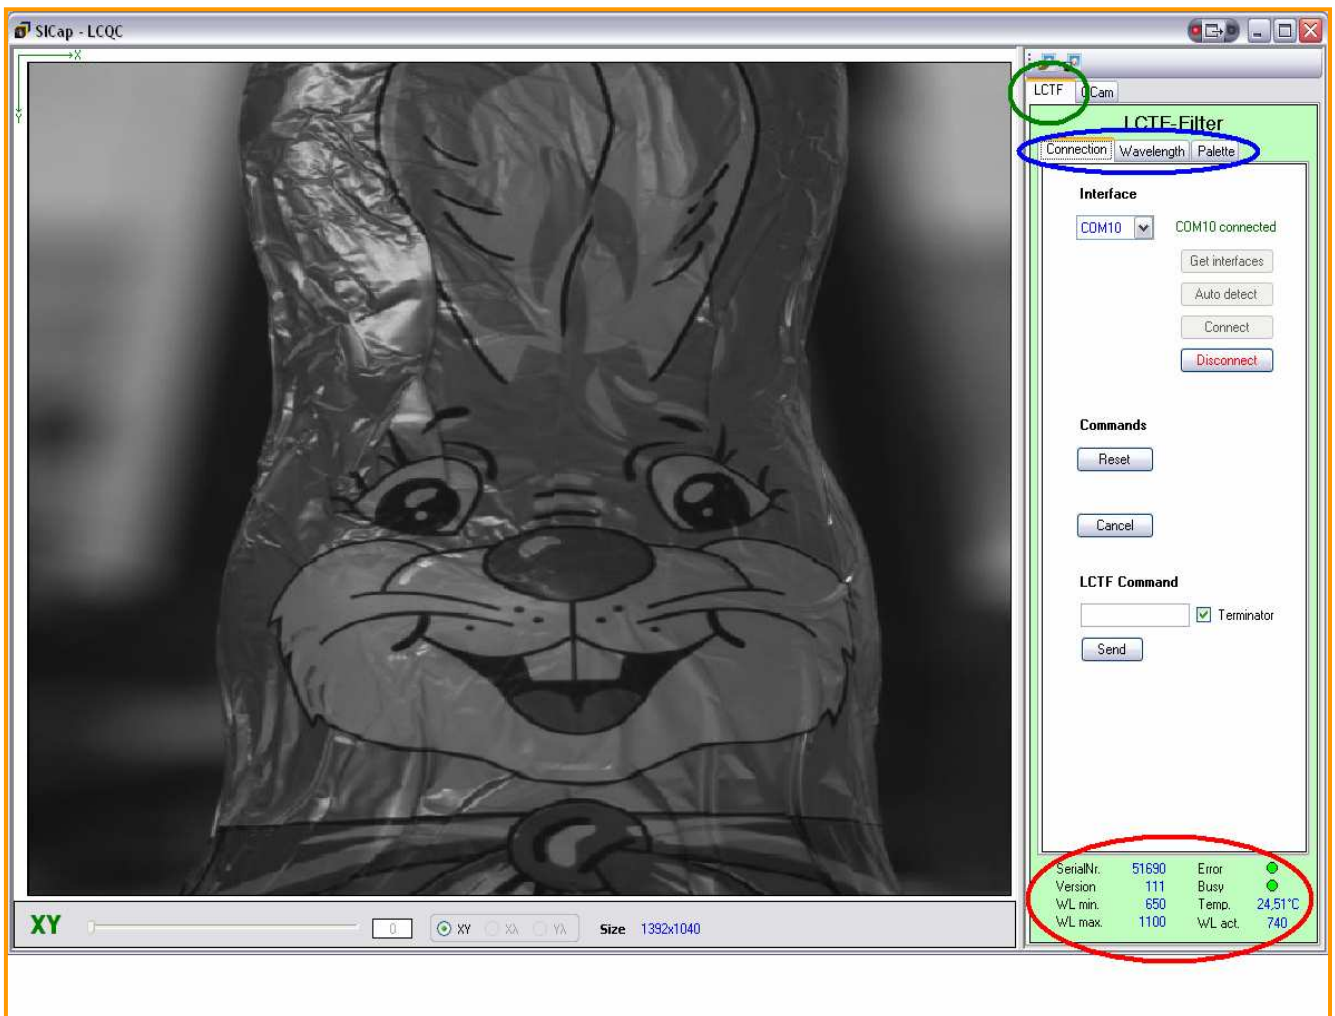 SICap - LCQC
X
Y
LCTF
Cam
LCTF-Filter
Connection Wavelength Palette
Interface
COM10 COM10 connected
Get interfaces
Auto detect
Connect
Disconnect
Commands
Reset
Cancel
LCTF Command
Terminator
Send
SerialNr. 51690 Error
Version 111 Busy
WL min. 650 Temp. 24,51°C
WL max. 1100 WL act. 740
XY 0 XY Xλ Yλ Size 1392x1040